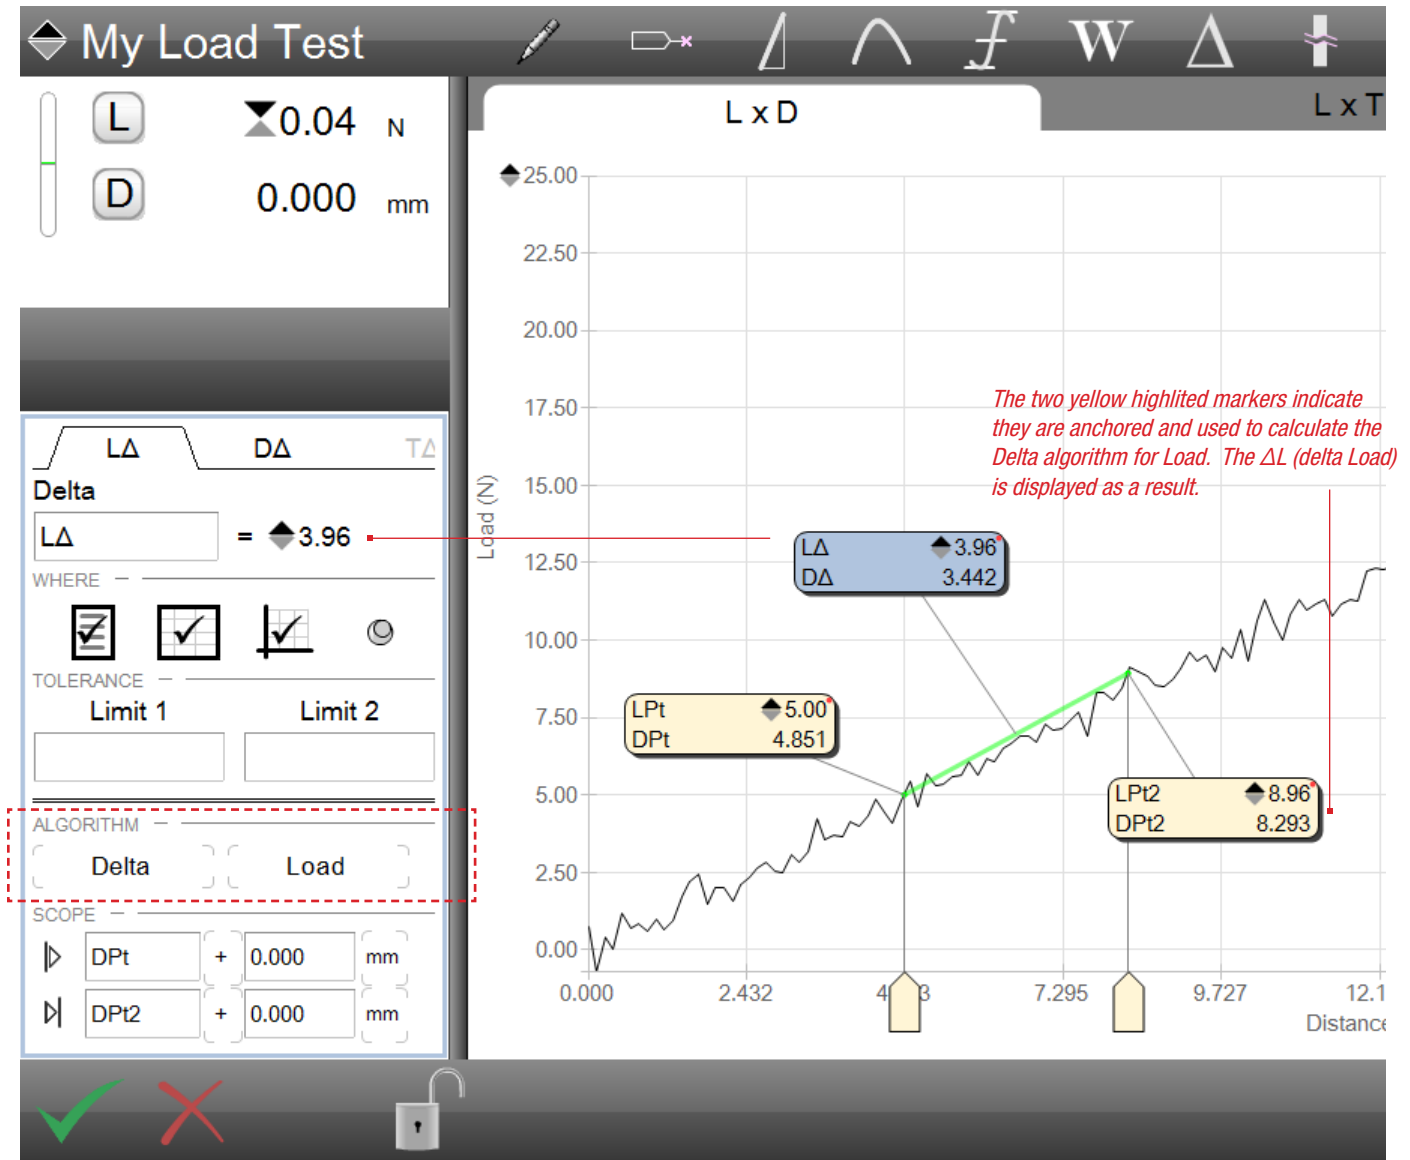 My Load Test
W
L
0.04 N
D
0.000 mm
L x D
L x T
LΔ
DΔ
TΔ
Delta
LΔ
= 3.96
WHERE
TOLERANCE
Limit 1
Limit 2
ALGORITHM
Delta
Load
SCOPE
DPt + 0.000 mm
DPt2 + 0.000 mm
25.00
22.50
20.00
17.50
15.00
12.50
10.00
7.50
5.00
2.50
0.00
Load (N)
The two yellow highlited markers indicate
they are anchored and used to calculate the
Delta algorithm for Load. The ΔL (delta Load)
is displayed as a result.
LΔ 3.96
DΔ 3.442
LPt 5.00
DPt 4.851
LPt2 8.96
DPt2 8.293
0.000
2.432
7.295
9.727
12.1
Distance